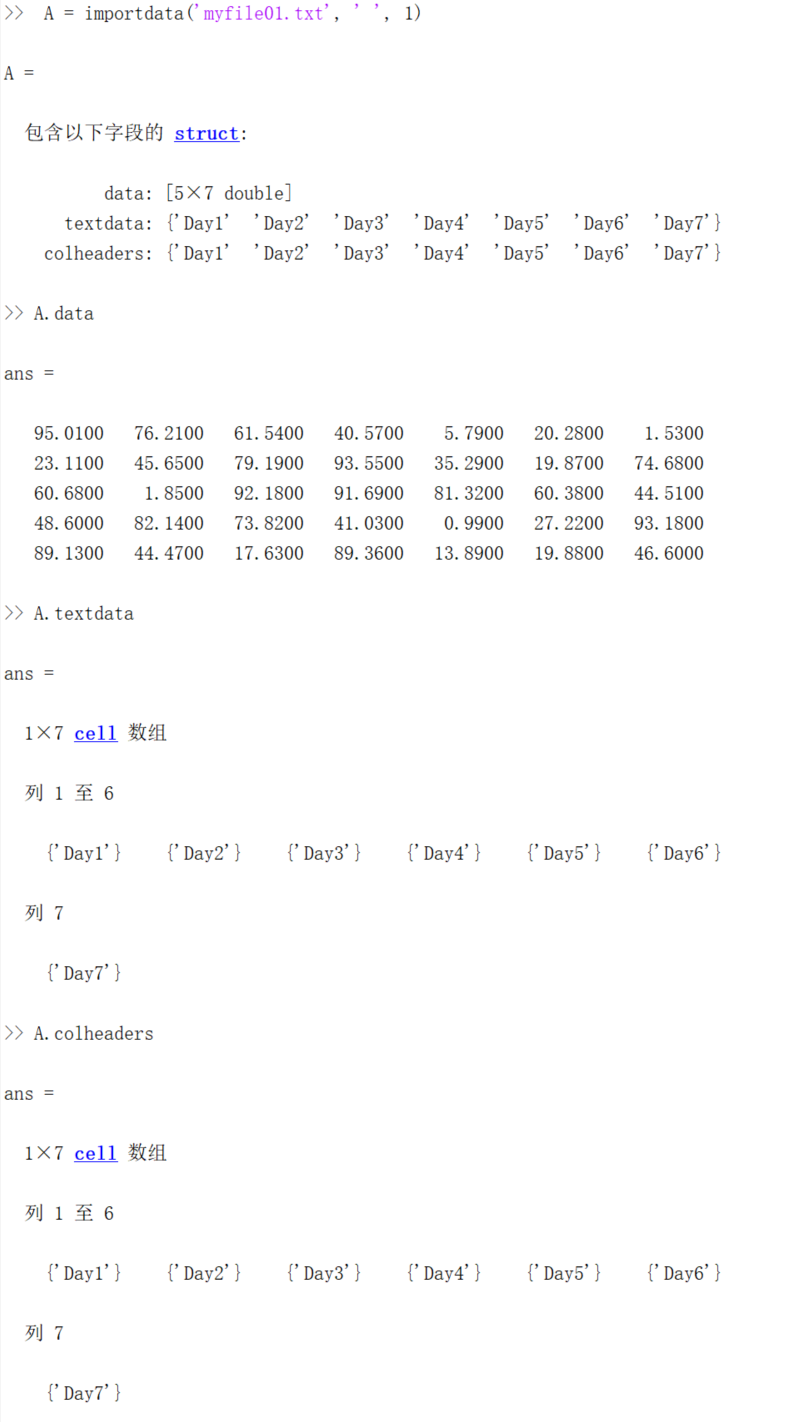 >> A = importdata('myfile01.txt', ' ', 1)
A =
包含以下字段的 struct:
data: [5×7 double]
textdata: {'Day1' 'Day2' 'Day3' 'Day4' 'Day5' 'Day6' 'Day7'}
colheaders: {'Day1' 'Day2' 'Day3' 'Day4' 'Day5' 'Day6' 'Day7'}
>> A.data
ans =
95.0100 76.2100 61.5400 40.5700 5.7900 20.2800 1.5300
23.1100 45.6500 79.1900 93.5500 35.2900 19.8700 74.6800
60.6800 1.8500 92.1800 91.6900 81.3200 60.3800 44.5100
48.6000 82.1400 73.8200 41.0300 0.9900 27.2200 93.1800
89.1300 44.4700 17.6300 89.3600 13.8900 19.8800 46.6000
>> A.textdata
ans =
1×7 cell 数组
列 1 至 6
{'Day1'} {'Day2'} {'Day3'} {'Day4'} {'Day5'} {'Day6'}
列 7
{'Day7'}
>> A.colheaders
ans =
1×7 cell 数组
列 1 至 6
{'Day1'} {'Day2'} {'Day3'} {'Day4'} {'Day5'} {'Day6'}
列 7
{'Day7'}